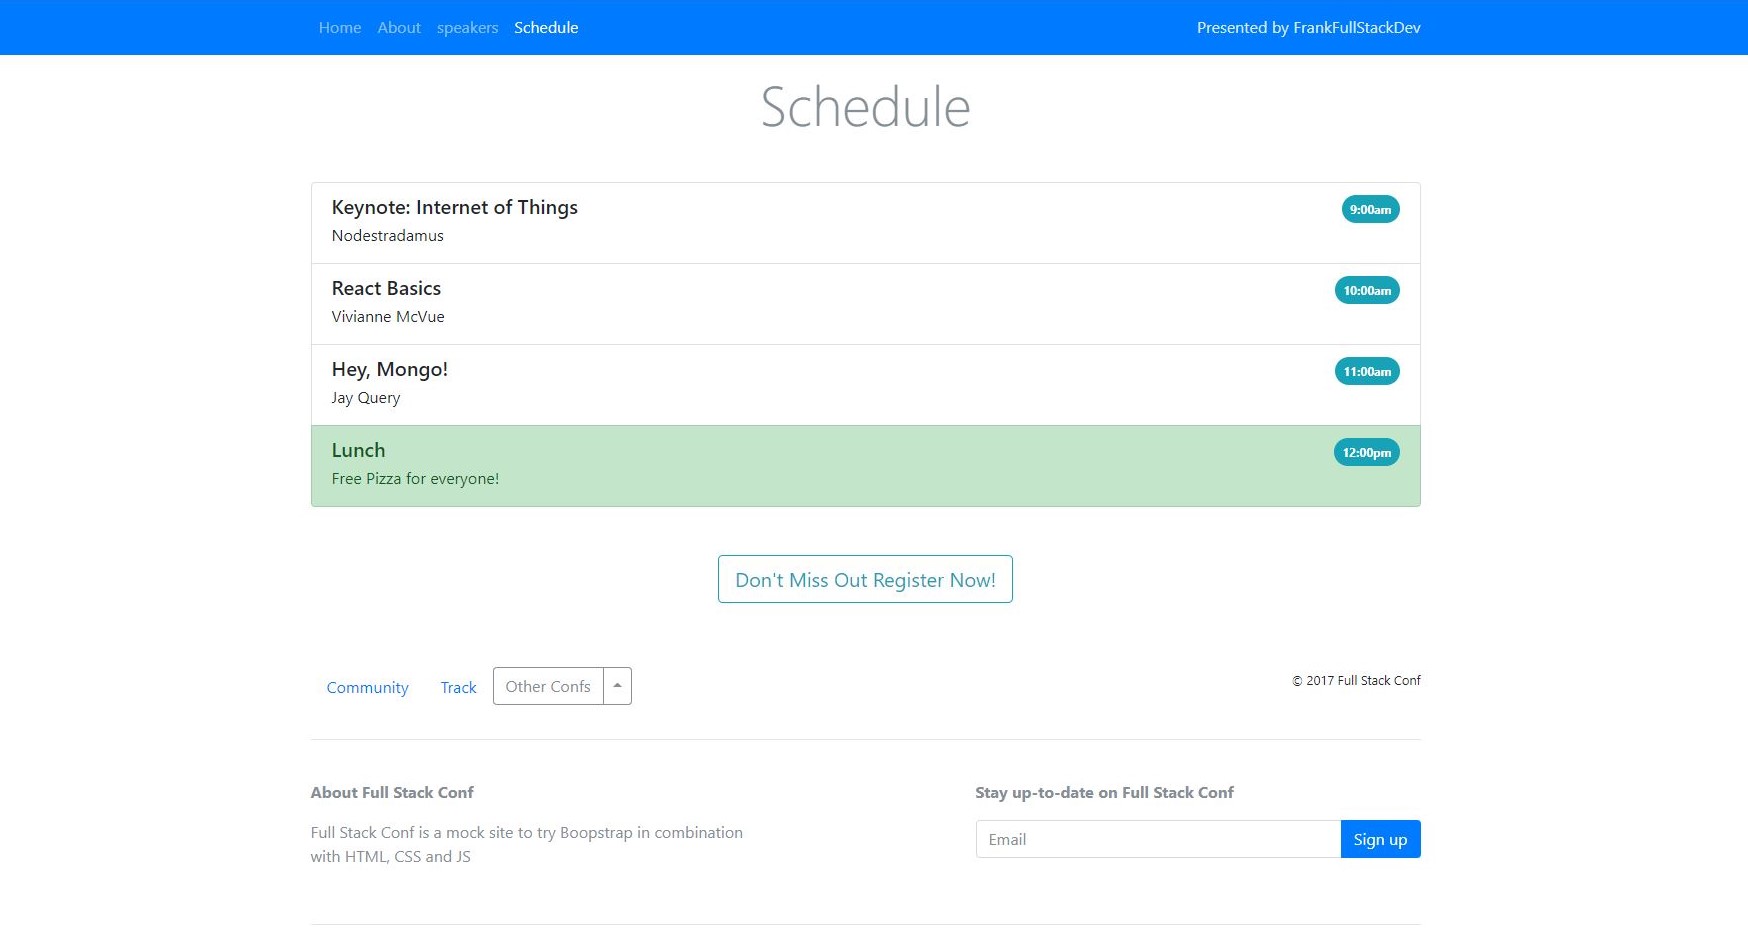 Home About speakers Schedule Presented by FrankFullStackDev
Schedule
Keynote: Internet of Things 9:00am
Nodestradamus
React Basics 10:00am
Vivianne McVue
Hey, Mongo! 11:00am
Jay Query
Lunch 12:00pm
Free Pizza for everyone!
Don't Miss Out Register Now!
Community Track Other Confs © 2017 Full Stack Conf
About Full Stack Conf
Full Stack Conf is a mock site to try Boopstrap in combination
with HTML, CSS and JS
Stay up-to-date on Full Stack Conf
Email Sign up